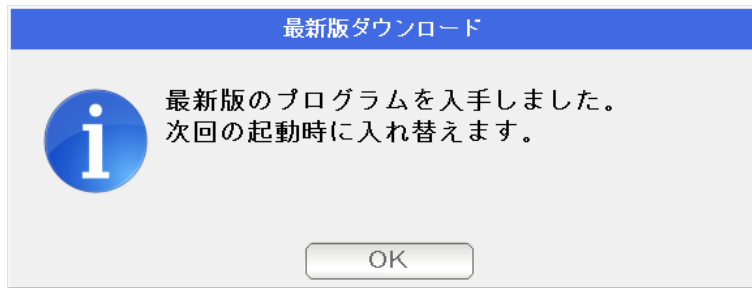 最新版ダウンロード
最新版のプログラムを入手しました。
次回の起動時に入れ替えます。
OK